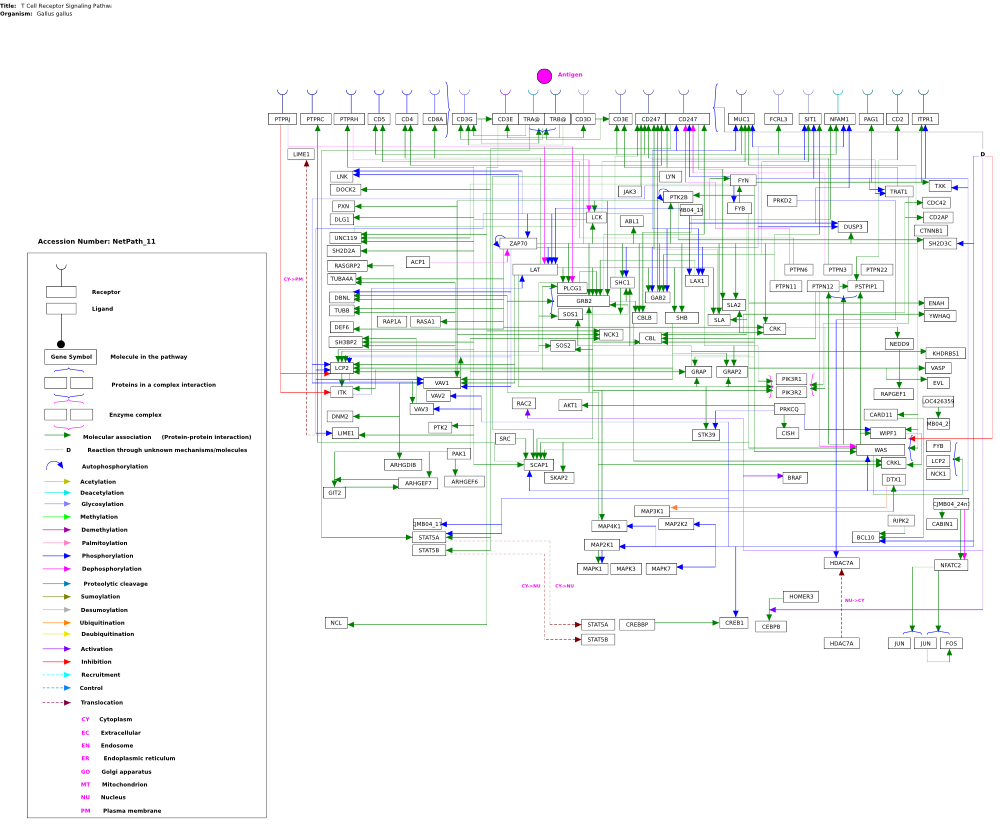 Title: T Cell Receptor Signaling Pathw
Organism: Gallus gallus
Antigen
PTPRJ PTPRC PTPRH CD5 CD4 CD8A CD3G CD3E TRA@ TRB@ CD3D CD3E CD247 CD247 MUC1 FCRL3 SIT1 NFAM1 PAG1 CD2 ITPR1
LIME1
D
LNK
LYN
FYN
DOCK2
JAK3
PTK2B
TRAT1
TXK
PXN
PRKD2
CDC42
DLG1
LCK
ABL1
MB04_19
FYB
CD2AP
UNC119
DUSP3
CTNNB1
SH2D2A
ZAP70
SH2D3C
RASGRP2
ACP1
LAT
PTPN6
PTPN3
PTPN22
TUBA4A
PLCG1
SHC1
LAX1
PTPN11
PTPN12
PSTPIP1
DBNL
GRB2
GAB2
SLA2
ENAH
TUBB
SOS1
CBLB
SHB
SLA
YWHAQ
DEF6
RAP1A
RASA1
NCK1
CBL
CRK
SH3BP2
SOS2
NEDD9
KHDRBS1
LCP2
VAV1
GRAP
GRAP2
PIK3R1
VASP
ITK
VAV2
PIK3R2
RAPGEF1
EVL
VAV3
RAC2
AKT1
PRKCQ
LOC426359
DNM2
PTK2
CARD11
MB04_2
LIME1
SRC
STK39
CISH
WIPF1
PAK1
WAS
FYB
ARHGDIB
SCAP1
CRKL
LCP2
GIT2
ARHGEF7
ARHGEF6
SKAP2
BRAF
DTX1
NCK1
CJMB04_24n1
MAP3K1
JMB04_17
MAP4K1
MAP2K2
RIPK2
CABIN1
STAT5A
BCL10
STAT5B
MAP2K1
MAPK1
MAPK3
MAPK7
HDAC7A
NFATC2
CY->PM
CY->NU
CY->NU
NU->CY
HOMER3
NCL
STAT5A
CREBBP
CREB1
CEBPB
STAT5B
HDAC7A
JUN
JUN
FOS
Accession Number: NetPath_11
Receptor
Ligand
Gene Symbol Molecule in the pathway
Proteins in a complex interaction
Enzyme complex
Molecular association (Protein-protein interaction)
D Reaction through unknown mechanisms/molecules
Autophosphorylation
Acetylation
Deacetylation
Glycosylation
Methylation
Demethylation
Palmitoylation
Phosphorylation
Dephosphorylation
Proteolytic cleavage
Sumoylation
Desumoylation
Ubiquitination
Deubiquitination
Activation
Inhibition
Recruitment
Control
Translocation
CY Cytoplasm
EC Extracellular
EN Endosome
ER Endoplasmic reticulum
GO Golgi apparatus
MT Mitochondrion
NU Nucleus
PM Plasma membrane